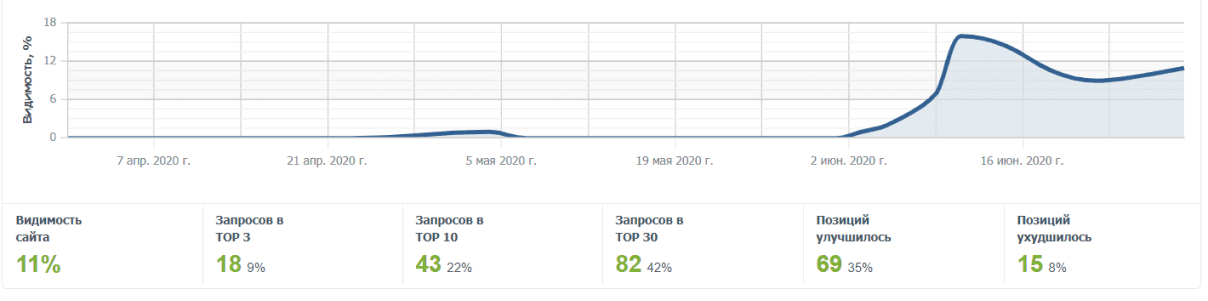 Видимость, %
18
12
6
0
7 апр. 2020 г.
21 апр. 2020 г.
5 мая 2020 г.
19 мая 2020 г.
2 июн. 2020 г.
16 июн. 2020 г.
Видимость
сайта
11%
Запросов в
TOP 3
18 9%
Запросов в
TOP 10
43 22%
Запросов в
TOP 30
82 42%
Позиций
улучшилось
69 35%
Позиций
ухудшилось
15 8%